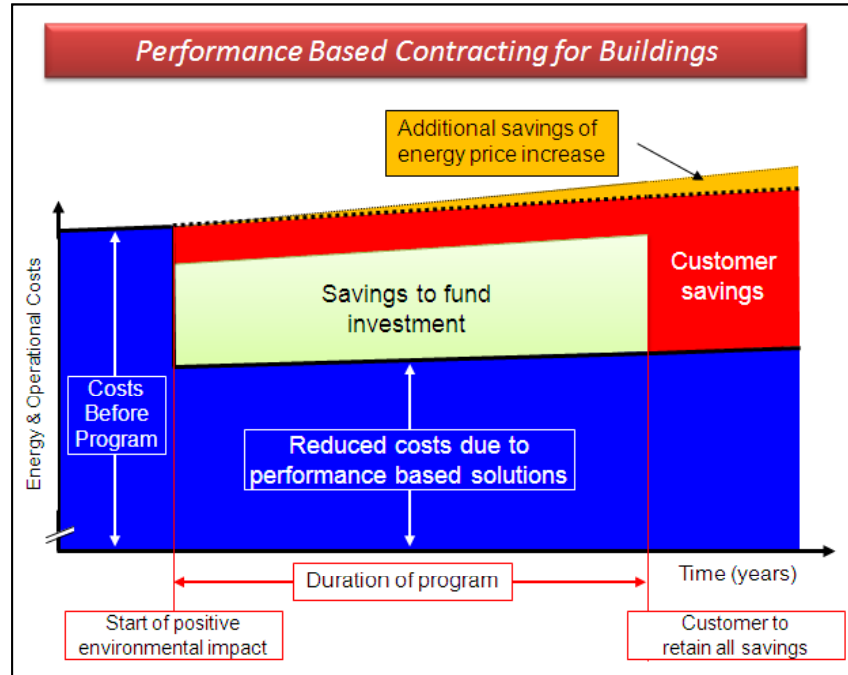 Performance Based Contracting for Buildings
Additional savings of
energy price increase
Energy & Operational Costs
Customer
savings
Savings to fund
investment
Costs
Before
Program
Reduced costs due to
performance based solutions
Time (years)
Duration of program
Start of positive
environmental impact
Customer to
retain all savings